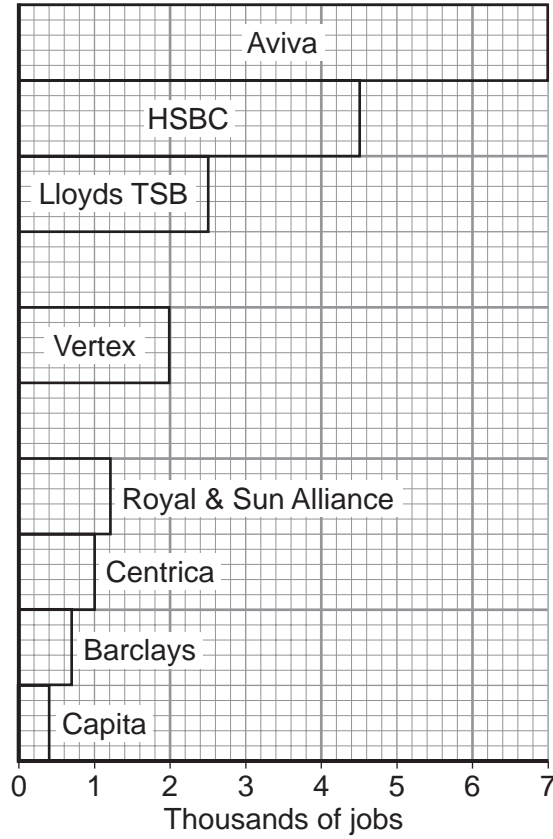 Aviva
HSBC
Lloyds TSB
Vertex
Royal & Sun Alliance
Centrica
Barclays
Capita
0 1 2 3 4 5 6 7
Thousands of jobs